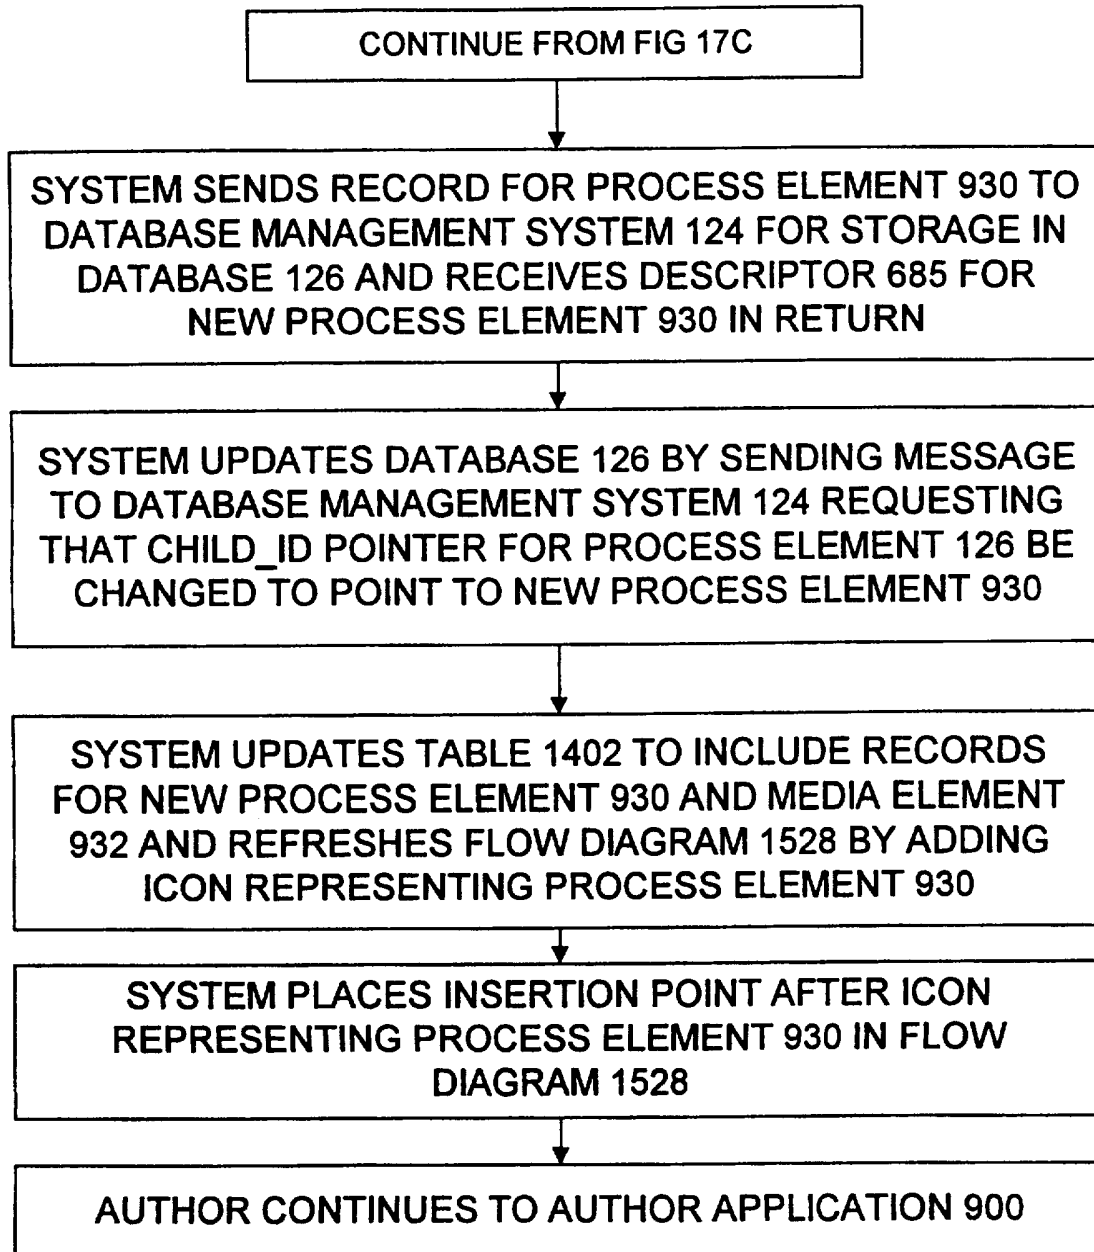 CONTINUE FROM FIG 17C
SYSTEM SENDS RECORD FOR PROCESS ELEMENT 930 TO
DATABASE MANAGEMENT SYSTEM 124 FOR STORAGE IN
DATABASE 126 AND RECEIVES DESCRIPTOR 685 FOR
NEW PROCESS ELEMENT 930 IN RETURN
SYSTEM UPDATES DATABASE 126 BY SENDING MESSAGE
TO DATABASE MANAGEMENT SYSTEM 124 REQUESTING
THAT CHILD_ID POINTER FOR PROCESS ELEMENT 126 BE
CHANGED TO POINT TO NEW PROCESS ELEMENT 930
SYSTEM UPDATES TABLE 1402 TO INCLUDE RECORDS
FOR NEW PROCESS ELEMENT 930 AND MEDIA ELEMENT
932 AND REFRESHES FLOW DIAGRAM 1528 BY ADDING
ICON REPRESENTING PROCESS ELEMENT 930
SYSTEM PLACES INSERTION POINT AFTER ICON
REPRESENTING PROCESS ELEMENT 930 IN FLOW
DIAGRAM 1528
AUTHOR CONTINUES TO AUTHOR APPLICATION 900